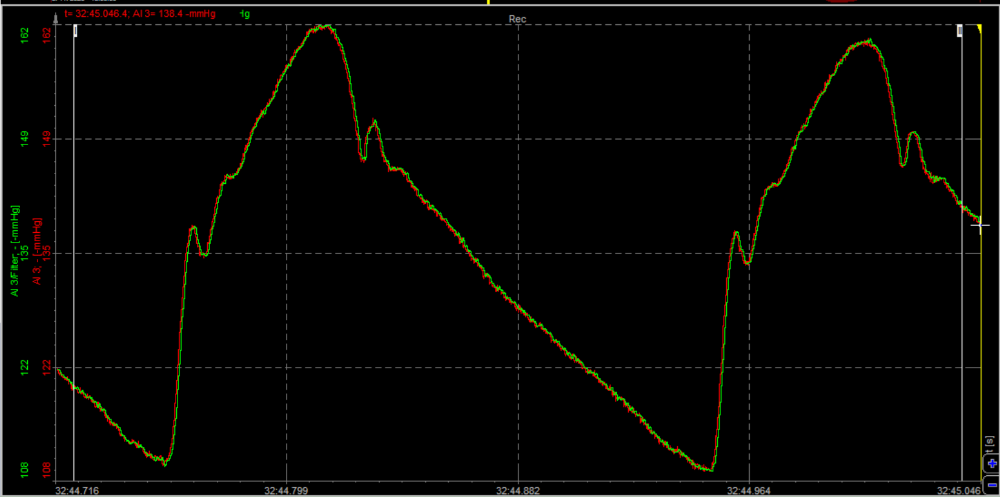 t= 32:45.046.4; AI 3= 138.4 -mmHg
Hg
Rec
162
162
149
149
AI 3/Filter; - [-mmHg]
AI 3; - [-mmHg]
135
135
122
122
108
108
t [s]
32:44.716
32:44.799
32:44.882
32:44.964
32:45.046